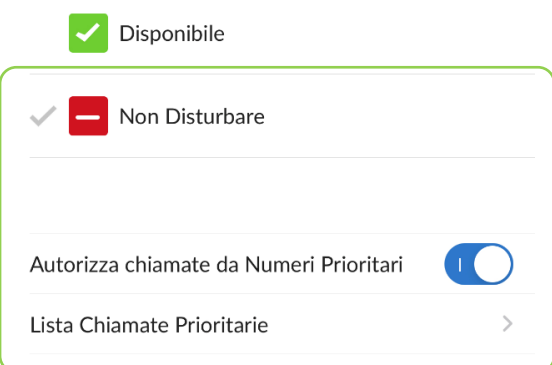 Disponibile
Non Disturbare
Autorizza chiamate da Numeri Prioritari
Lista Chiamate Prioritarie